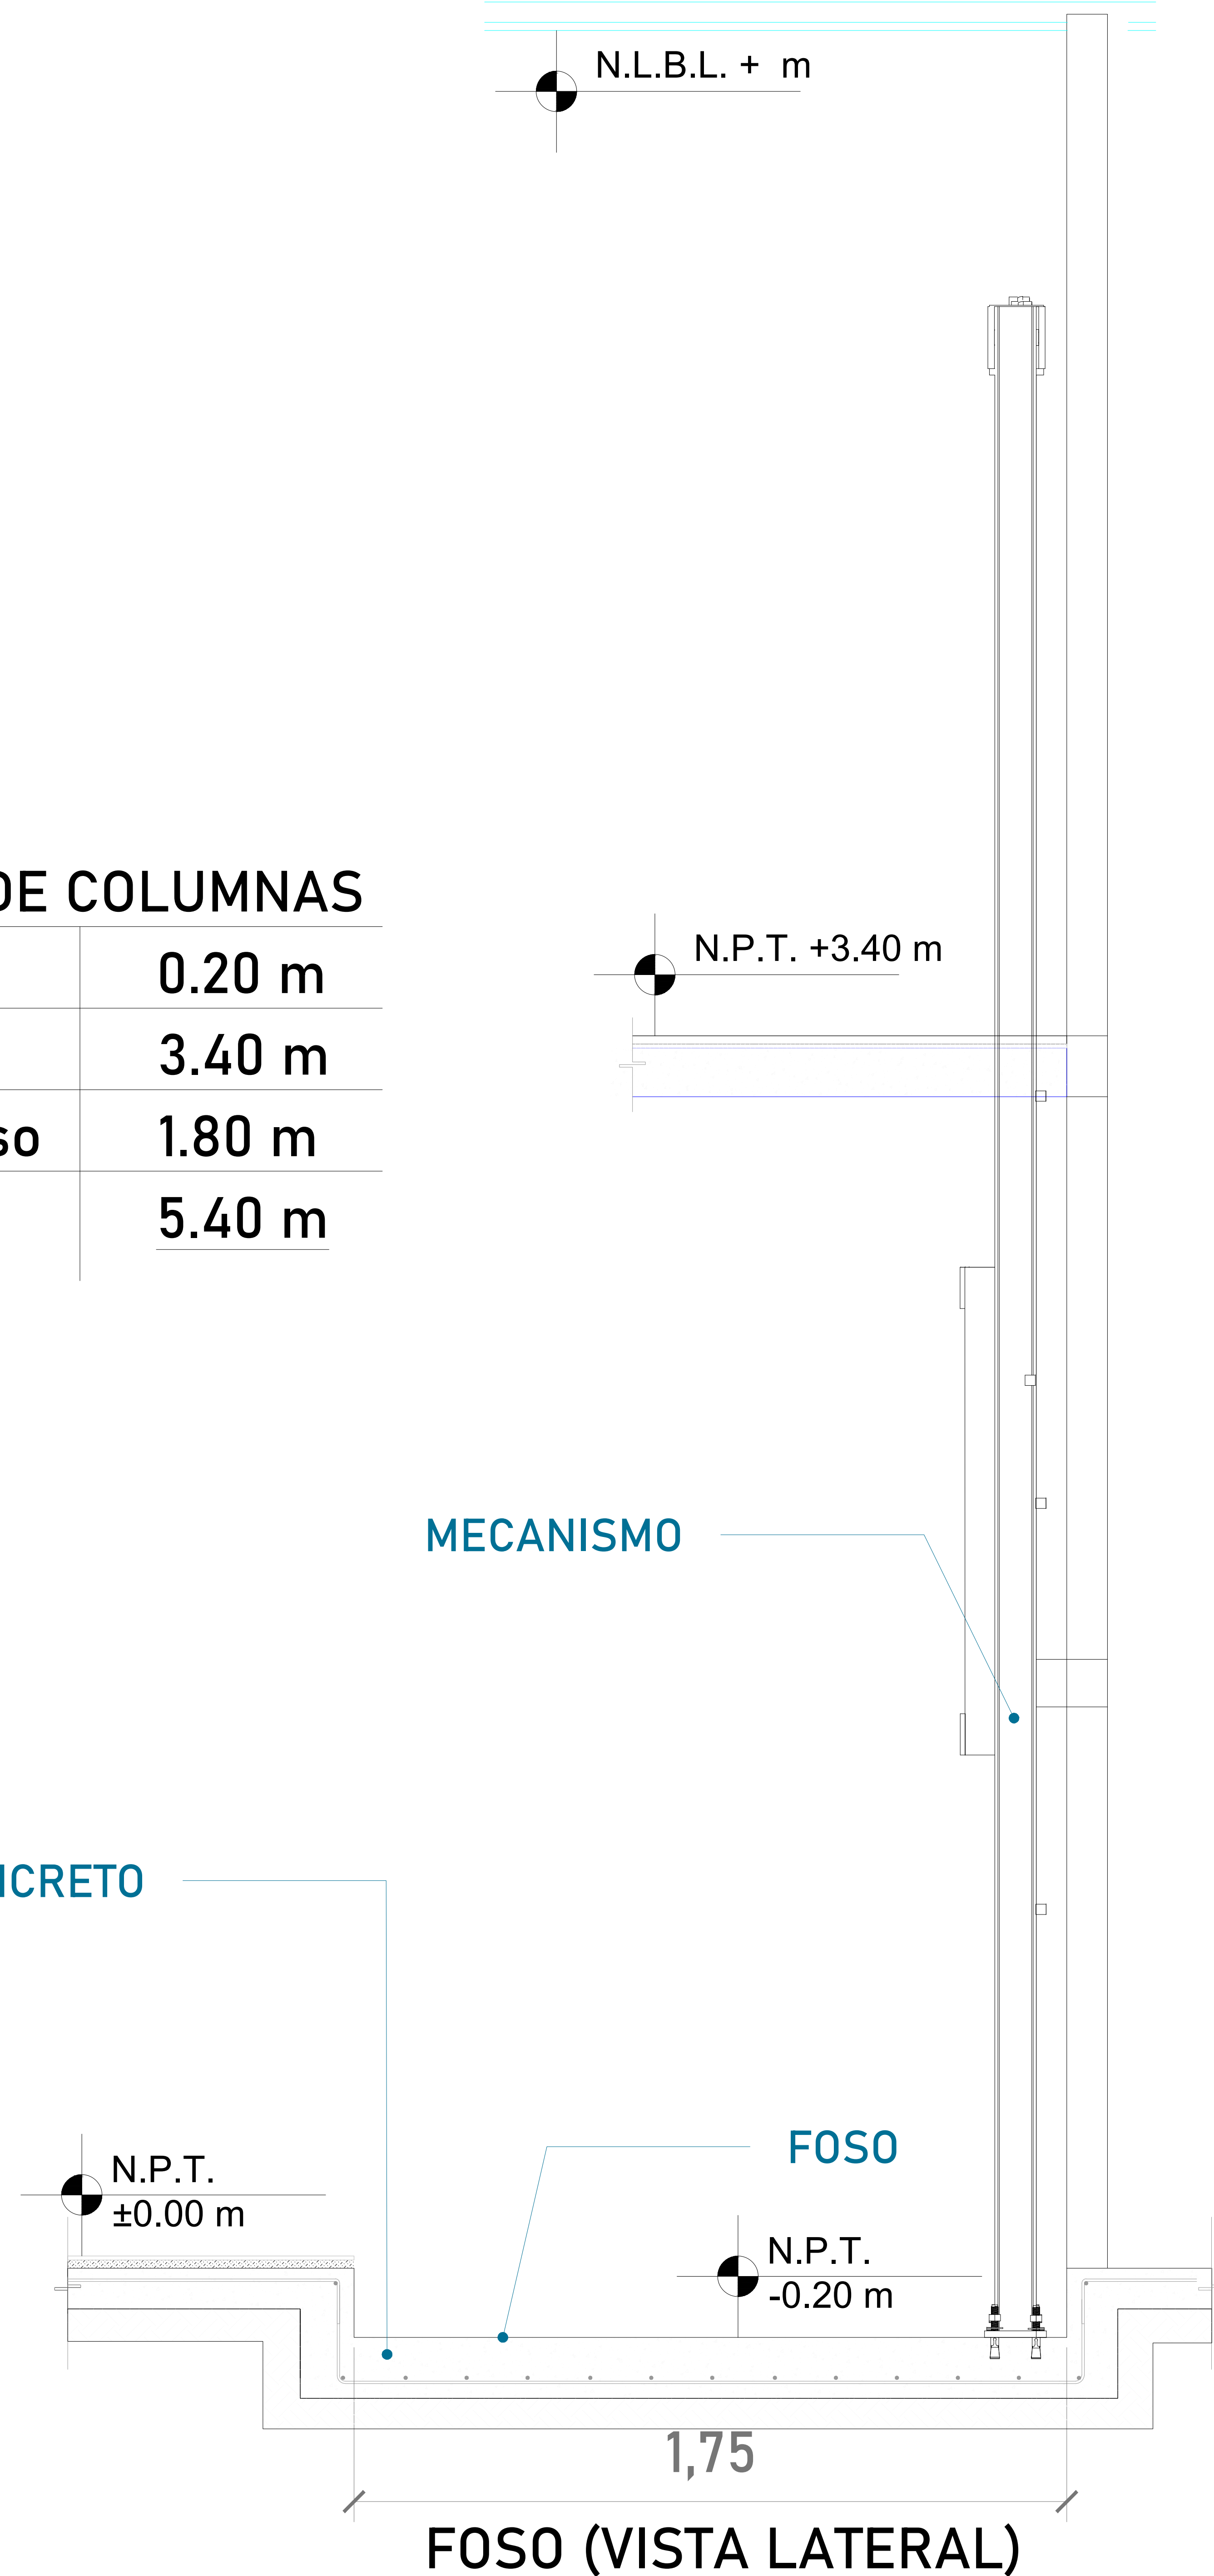 N.L.B.L. + m
DE COLUMNAS
0.20 m
N.P.T. +3.40 m
3.40 m
so 1.80 m
5.40 m
MECANISMO
NCRETO
FOSO
N.P.T.
±0.00 m
N.P.T.
-0.20 m
1,75
FOSO (VISTA LATERAL)